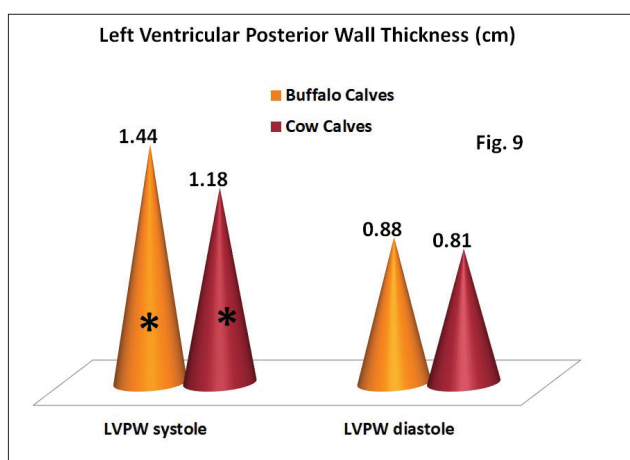 Left Ventricular Posterior Wall Thickness (cm)
Buffalo Calves
Cow Calves
Fig. 9
1.44
1.18
0.88
0.81
* *
LVPW systole LVPW diastole